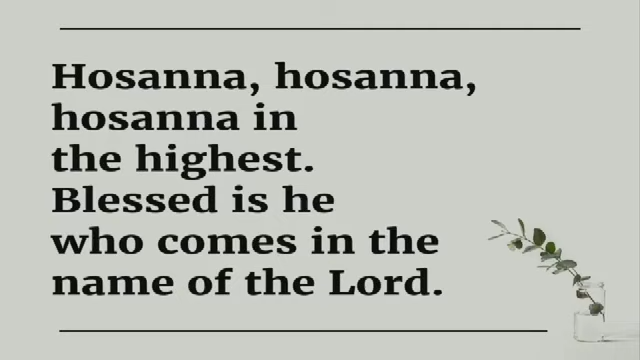 Hosanna, hosanna,
hosanna in
the highest.
Blessed is he
who comes in the
name of the Lord.